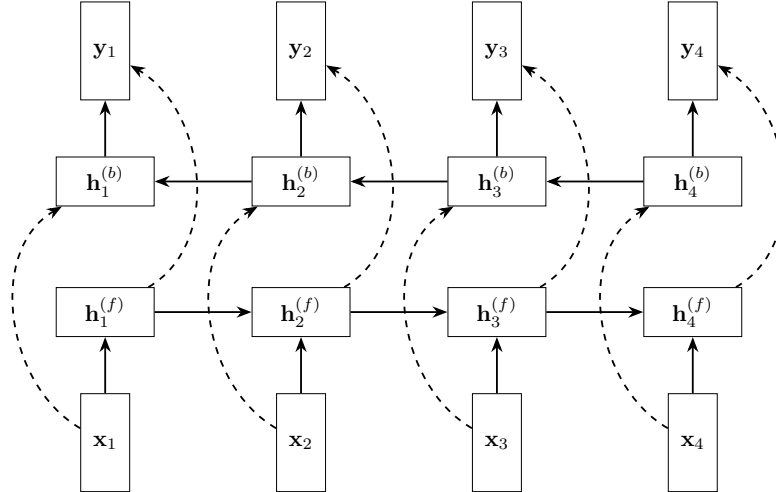 y₁ y₂ y₃ y₄
h₁⁽ᵇ⁾ h₂⁽ᵇ⁾ h₃⁽ᵇ⁾ h₄⁽ᵇ⁾
h₁⁽ᶠ⁾ h₂⁽ᶠ⁾ h₃⁽ᶠ⁾ h₄⁽ᶠ⁾
x₁ x₂ x₃ x₄